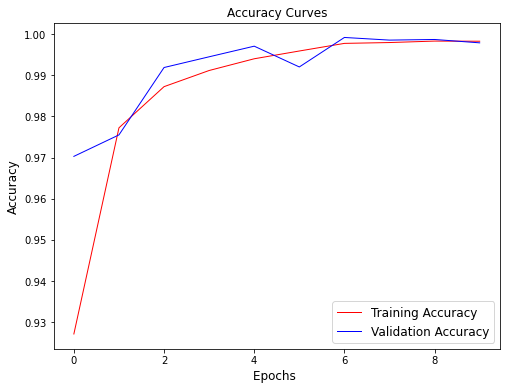 Accuracy Curves
1.00
0.99
0.98
0.97
0.96
0.95
0.94
0.93
Accuracy
0
2
4
6
8
Epochs
Training Accuracy
Validation Accuracy